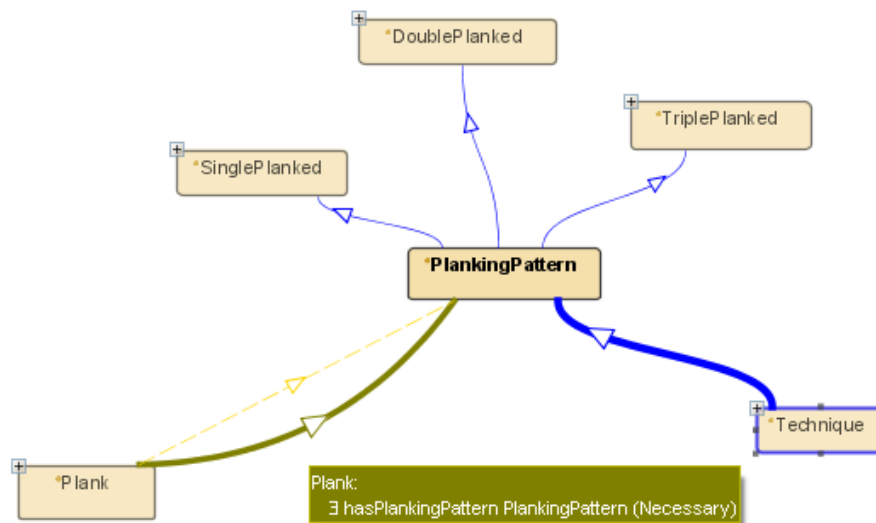 DoublePlanked
TriplePlanked
SinglePlanked
PlankingPattern
Technique
Plank
Plank:
∃ hasPlankingPattern PlankingPattern (Necessary)